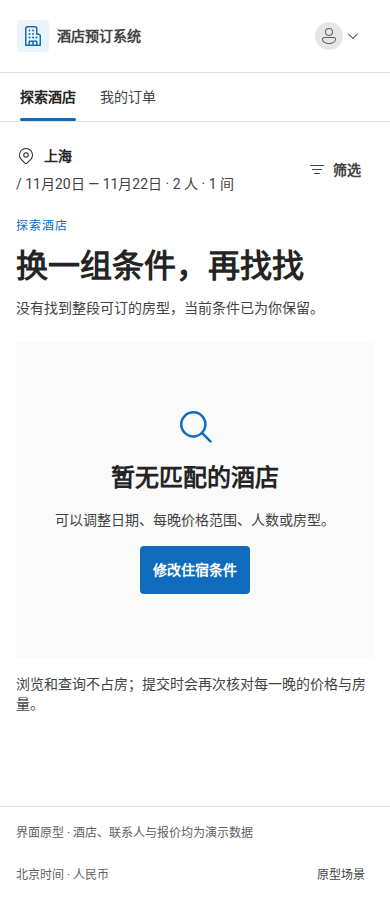 酒店预订系统
探索酒店 我的订单
上海
/ 11月20日 – 11月22日 · 2 人 · 1 间
筛选
探索酒店
换一组条件，再找找
没有找到整段可订的房型，当前条件已为你保留。
暂无匹配的酒店
可以调整日期、每晚价格范围、人数或房型。
修改住宿条件
浏览和查询不占房；提交时会再次核对每一晚的价格与房
量。
界面原型 · 酒店、联系人与报价均为演示数据
北京时间 · 人民币
原型场景